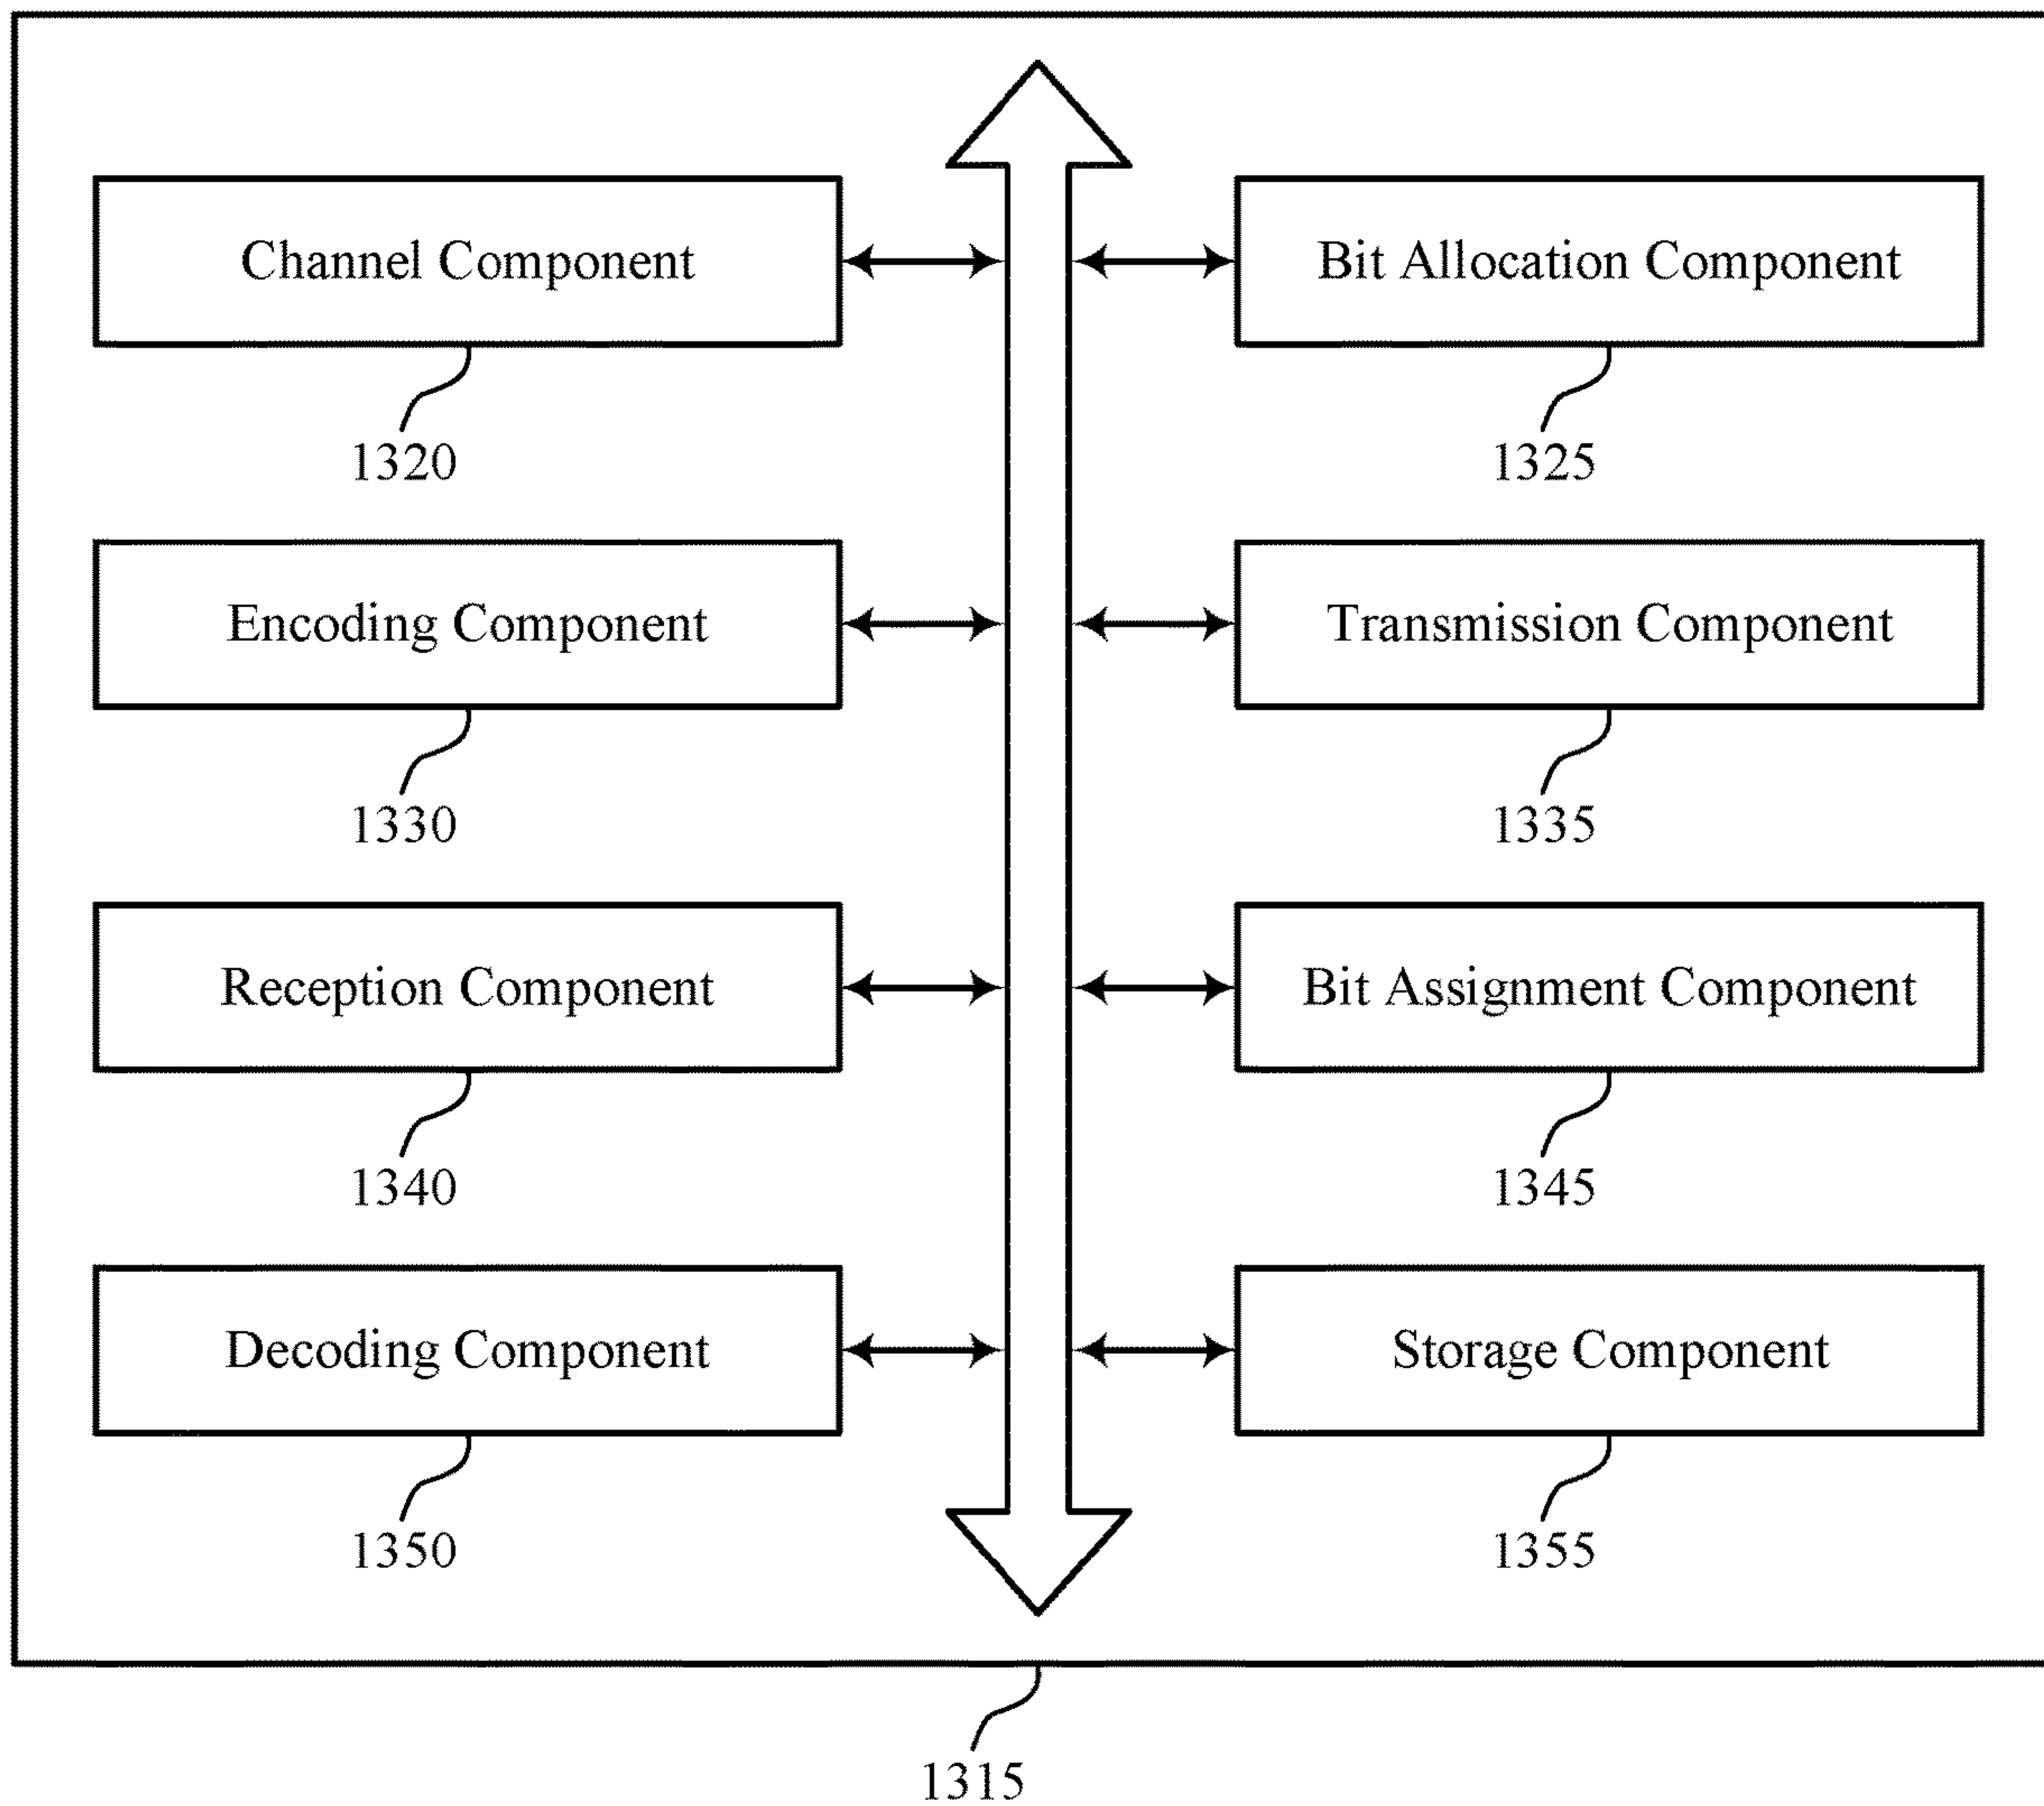 Channel Component
Bit Allocation Component
1320
1325
Encoding Component
Transmission Component
1330
1335
Reception Component
Bit Assignment Component
1340
1345
Decoding Component
Storage Component
1350
1355
1315